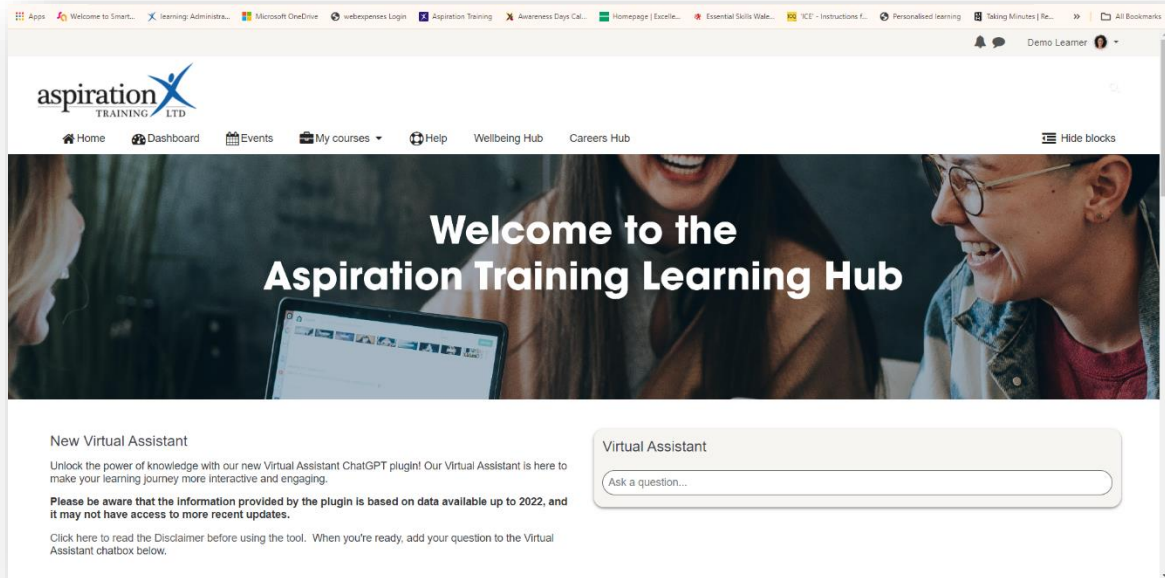 Apps Welcome to Smart... learning: Administra... Microsoft OneDrive webexpenses Login Aspiration Training Awareness Days Cal... Homepage | Excelle... Essential Skills Wale... 'ICE' - Instructions f... Personalised learning Taking Minutes | Re... » All Bookmarks
Demo Learner
aspiration
TRAINING LTD
Home Dashboard Events My courses Help Wellbeing Hub Careers Hub Hide blocks
Welcome to the
Aspiration Training Learning Hub
New Virtual Assistant
Virtual Assistant
Unlock the power of knowledge with our new Virtual Assistant ChatGPT plugin! Our Virtual Assistant is here to
make your learning journey more interactive and engaging.
Ask a question...
Please be aware that the information provided by the plugin is based on data available up to 2022, and
it may not have access to more recent updates.
Click here to read the Disclaimer before using the tool. When you're ready, add your question to the Virtual
Assistant chatbox below.